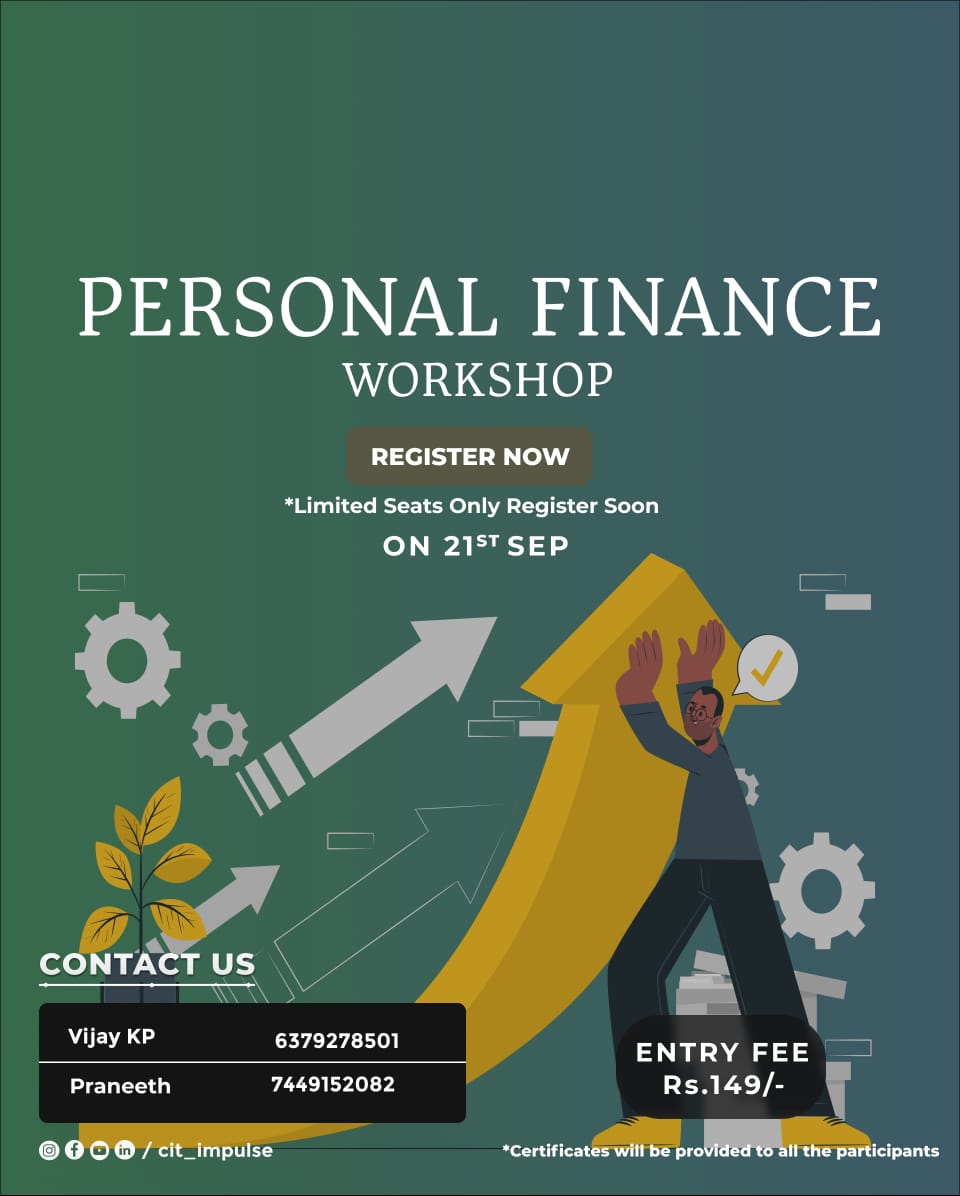 PERSONAL FINANCE
WORKSHOP
REGISTER NOW
*Limited Seats Only Register Soon
ON 21ST SEP
CONTACT US
Vijay KP 6379278501
Praneeth 7449152082
ENTRY FEE
Rs.149/-
/ cit_impulse
*Certificates will be provided to all the participants